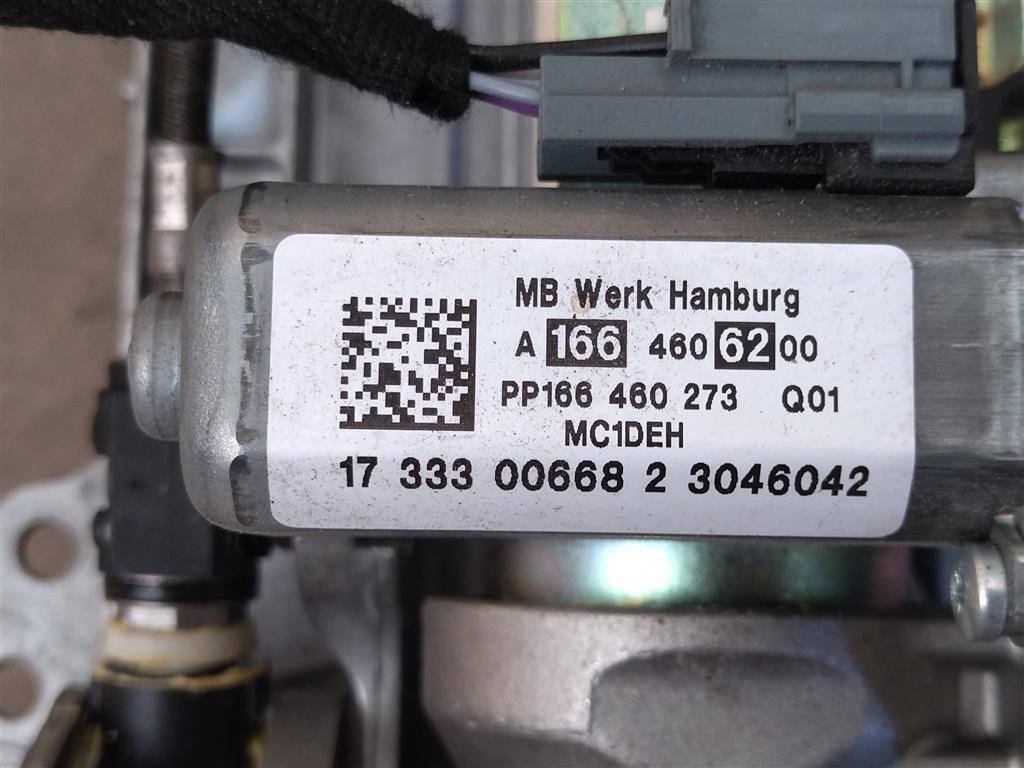 MB Werk Hamburg
A 166 460 62 00
PP166 460 273 Q01
MC1DEH
17 333 00668 2 3046042